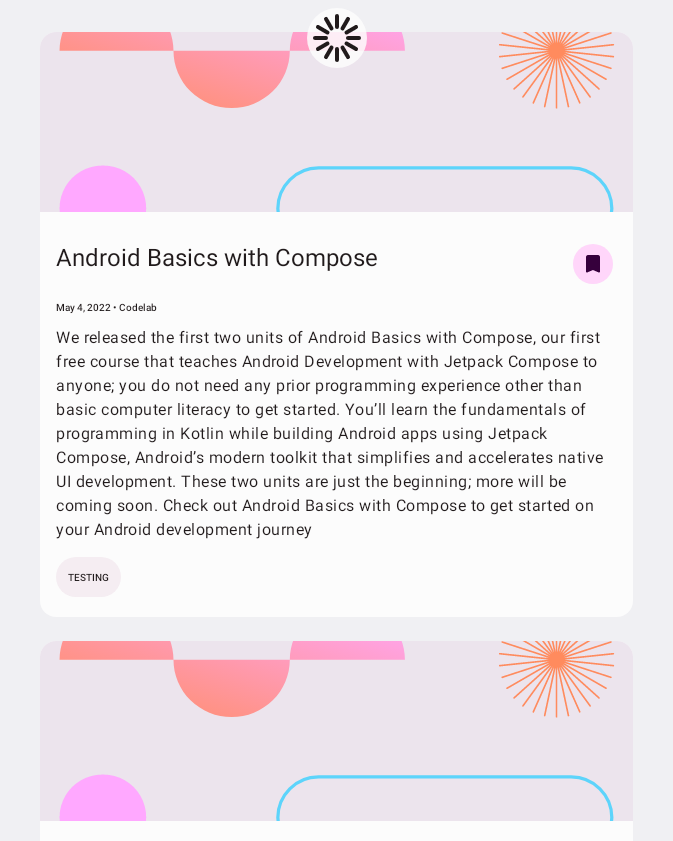 Android Basics with Compose
May 4, 2022 • Codelab
We released the first two units of Android Basics with Compose, our first
free course that teaches Android Development with Jetpack Compose to
anyone; you do not need any prior programming experience other than
basic computer literacy to get started. You’ll learn the fundamentals of
programming in Kotlin while building Android apps using Jetpack
Compose, Android’s modern toolkit that simplifies and accelerates native
UI development. These two units are just the beginning; more will be
coming soon. Check out Android Basics with Compose to get started on
your Android development journey
TESTING